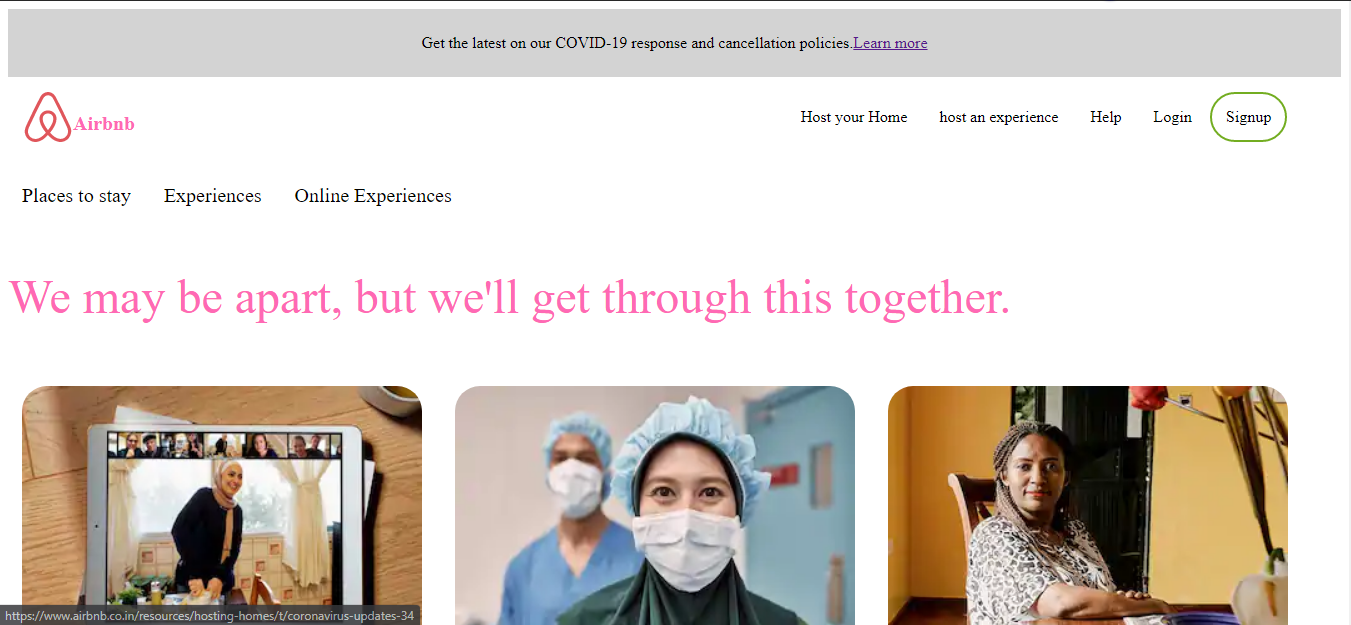 Get the latest on our COVID-19 response and cancellation policies.Learn more
Airbnb
Host your Home host an experience Help Login Signup
Places to stay Experiences Online Experiences
We may be apart, but we'll get through this together.
https://www.airbnb.co.in/resources/hosting-homes/t/coronavirus-updates-34